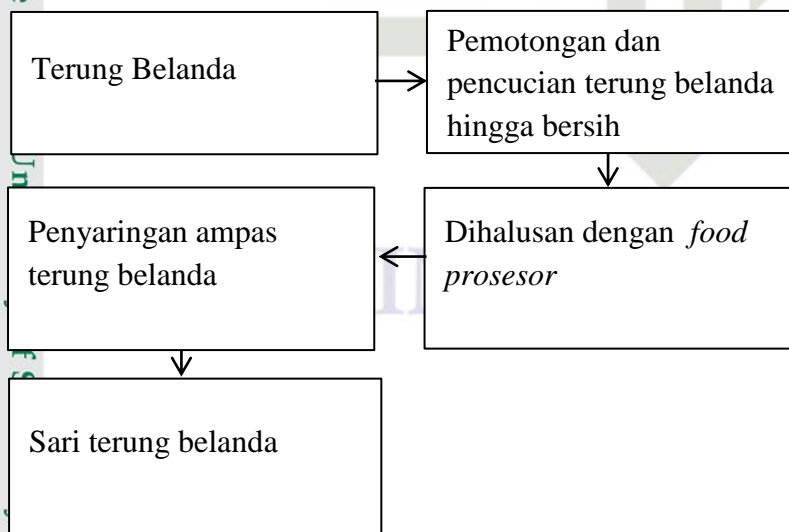 Terung Belanda
Pemotongan dan
pencucian terung belanda
hingga bersih
Dihalusan dengan food
prosesor
Penyaringan ampas
terung belanda
Sari terung belanda